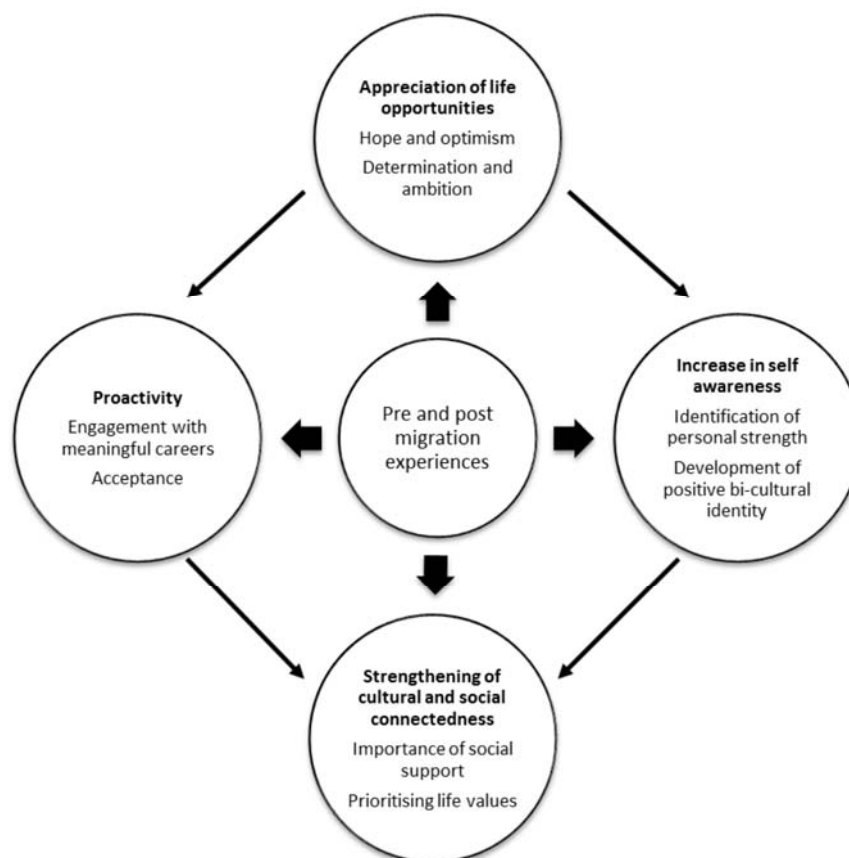 Appreciation of life
opportunities
Hope and optimism
Determination and
ambition
Proactivity
Engagement with
meaningful careers
Acceptance
Pre and post
migration
experiences
Increase in self
awareness
Identification of
personal strength
Development of
positive bi-cultural
identity
Strengthening of
cultural and social
connectedness
Importance of social
support
Prioritising life values